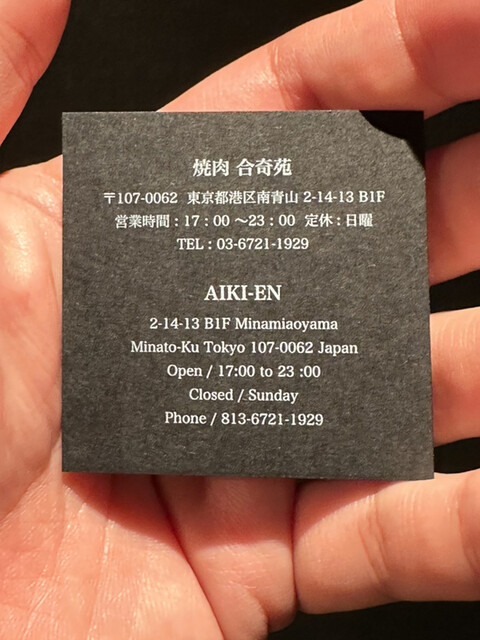 焼肉 合奇苑
〒107-0062 東京都港区南青山 2-14-13 B1F
営業時間 : 17 : 00 〜23 : 00 定休 : 日曜
TEL : 03-6721-1929
AIKI-EN
2-14-13 B1F Minamiaoyama
Minato-Ku Tokyo 107-0062 Japan
Open / 17:00 to 23 :00
Closed / Sunday
Phone / 813-6721-1929